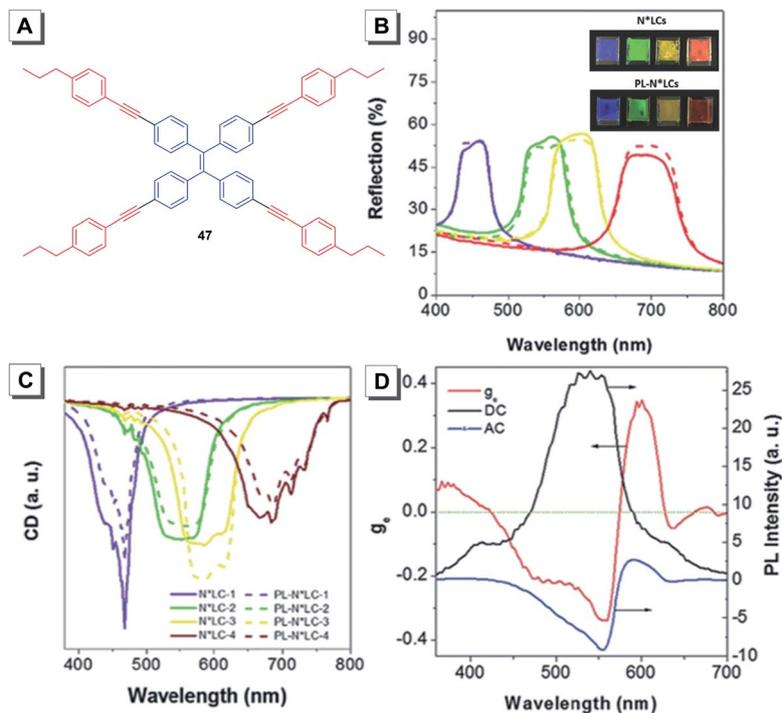 A
47
B
N*LCs
PL-N*LCs
Reflection (%)
90
75
60
45
30
15
0
400 500 600 700 800
Wavelength (nm)
C
CD (a. u.)
N*LC-1 PL-N*LC-1
N*LC-2 PL-N*LC-2
N*LC-3 PL-N*LC-3
N*LC-4 PL-N*LC-4
400 500 600 700 800
Wavelength (nm)
D
gₑ
DC
AC
gₑ
0.4
0.2
0.0
-0.2
-0.4
PL Intensity (a. u.)
25
20
15
10
5
0
-5
-10
400 500 600 700
Wavelength (nm)